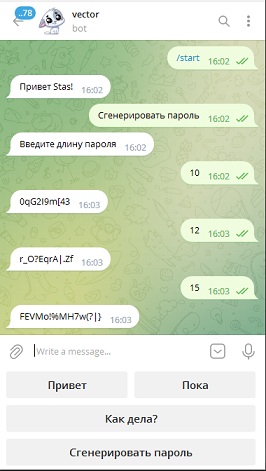 ..78
vector
bot
/start
16:02
Привет Stas!
16:02
Сгенерировать пароль
16:02
Введите длину пароля
16:02
10
16:02
0qG2I9m[43
16:03
12
16:03
r_O?EqrA|.Zf
16:03
15
16:03
FEVMo!%MH7w(?|}
16:03
Write a message...
Привет
Пока
Как дела?
Сгенерировать пароль